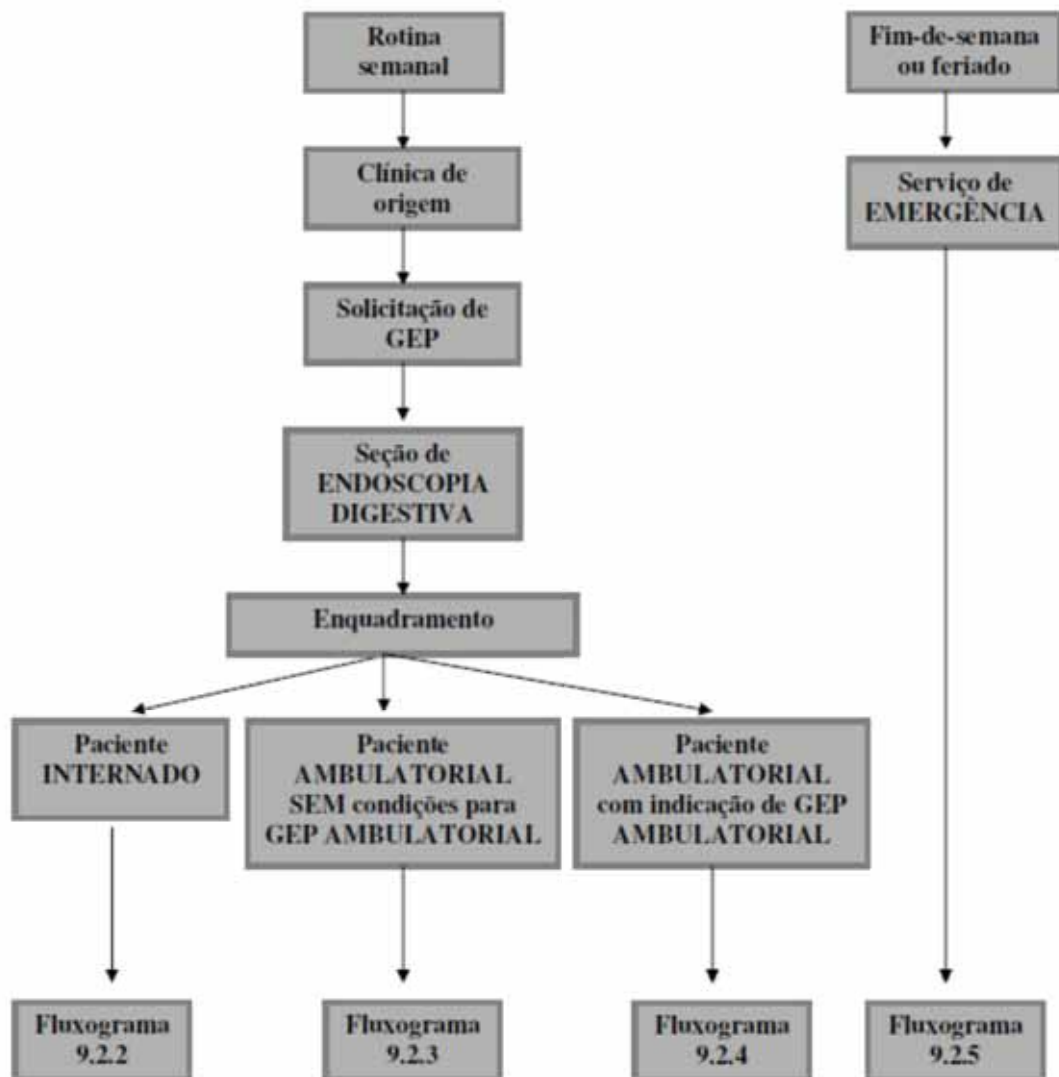 Rotina
semanal
Fim-de-semana
ou feriado
Clínica de
origem
Serviço de
EMERGÊNCIA
Solicitação de
GEP
Seção de
ENDOSCOPIA
DIGESTIVA
Enquadramento
Paciente
INTERNADO
Paciente
AMBULATORIAL
SEM condições para
GEP AMBULATORIAL
Paciente
AMBULATORIAL
com indicação de GEP
AMBULATORIAL
Fluxograma
9.2.2
Fluxograma
9.2.3
Fluxograma
9.2.4
Fluxograma
9.2.5